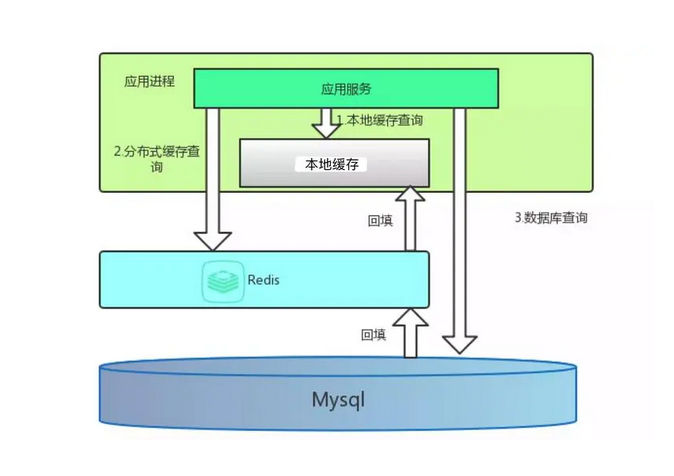 应用进程
应用服务
1.本地缓存查询
2.分布式缓存查
询
本地缓存
回填
3.数据库查询
Redis
回填
Mysql